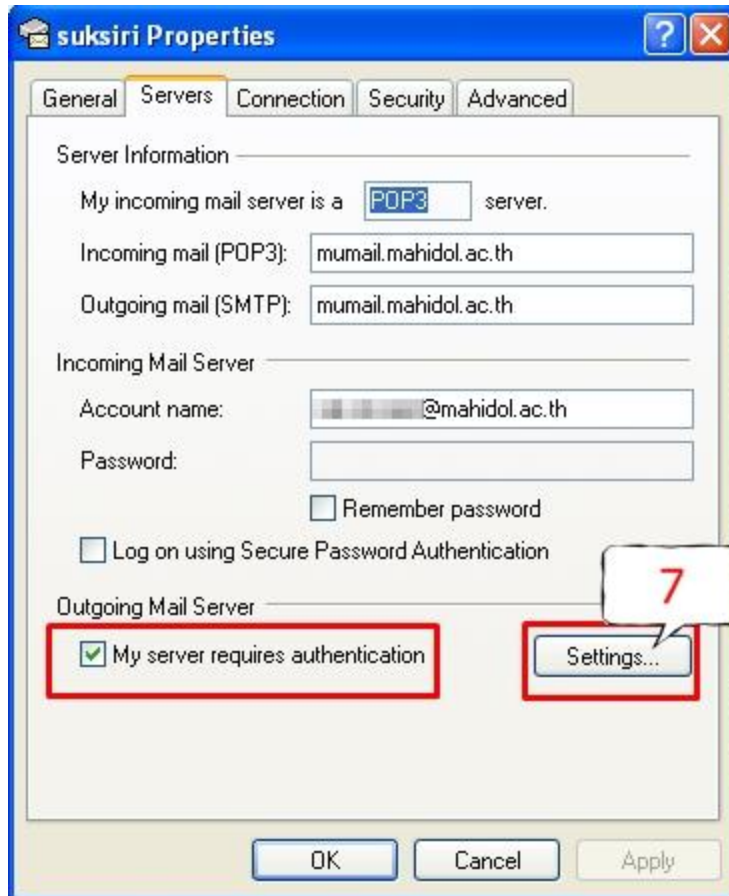 suksiri Properties
General Servers Connection Security Advanced
Server Information
My incoming mail server is a POP3 server.
Incoming mail (POP3): mumail.mahidol.ac.th
Outgoing mail (SMTP): mumail.mahidol.ac.th
Incoming Mail Server
Account name: @mahidol.ac.th
Password:
Remember password
Log on using Secure Password Authentication
Outgoing Mail Server
7
My server requires authentication Settings...
OK Cancel Apply